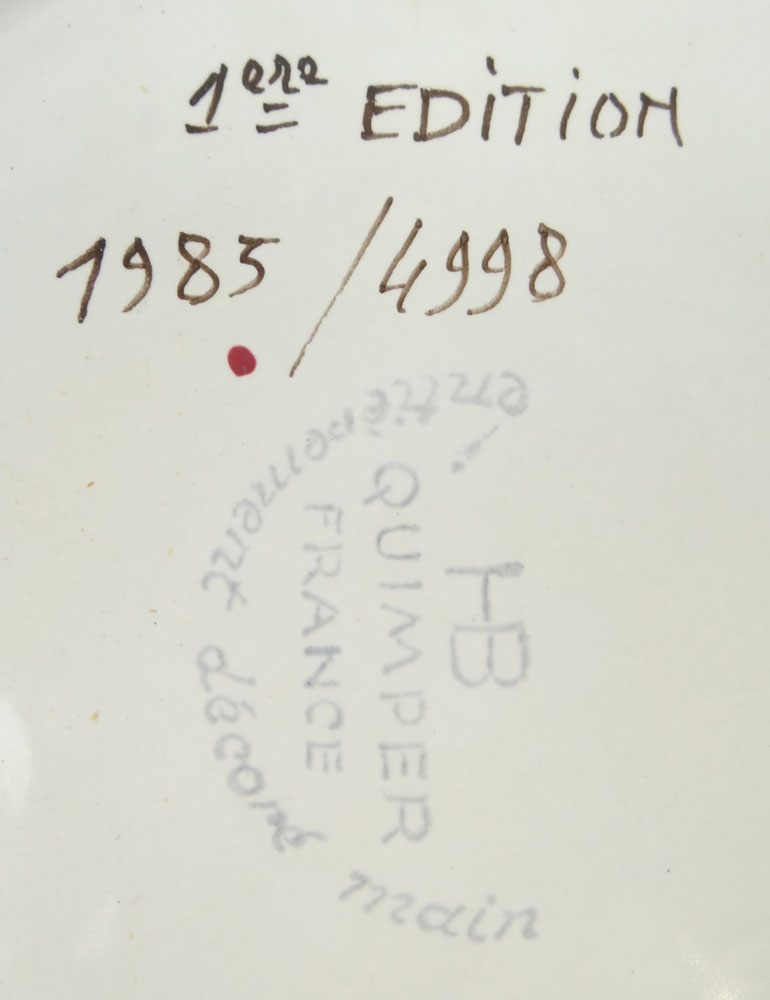 1ere EDITION
1985 / 4998
HB
QUIMPER
FRANCE
entièrement décoré main